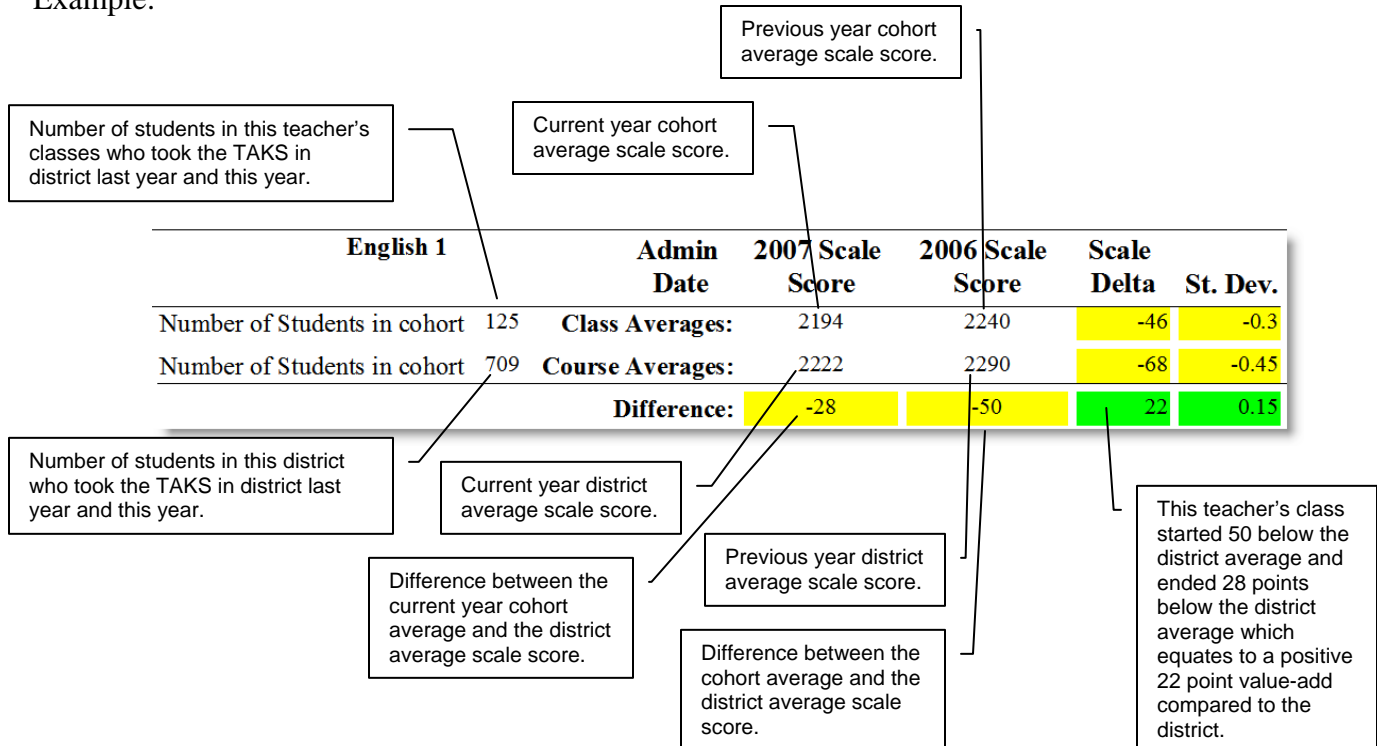 Example:
Previous year cohort
average scale score.
Number of students in this teacher's
classes who took the TAKS in
district last year and this year.
Current year cohort
average scale score.
English 1 Admin Date 2007 Scale Score 2006 Scale Score Scale Delta St. Dev.
Number of Students in cohort 125 Class Averages: 2194 2240 -46 -0.3
Number of Students in cohort 709 Course Averages: 2222 2290 -68 -0.45
Difference: -28 -50 22 0.15
Number of students in this district
who took the TAKS in district last
year and this year.
Current year district
average scale score.
Difference between the
current year cohort
average and the district
average scale score.
Previous year district
average scale score.
Difference between the
cohort average and the
district average scale
score.
This teacher's class
started 50 below the
district average and
ended 28 points
below the district
average which
equates to a positive
22 point value-add
compared to the
district.